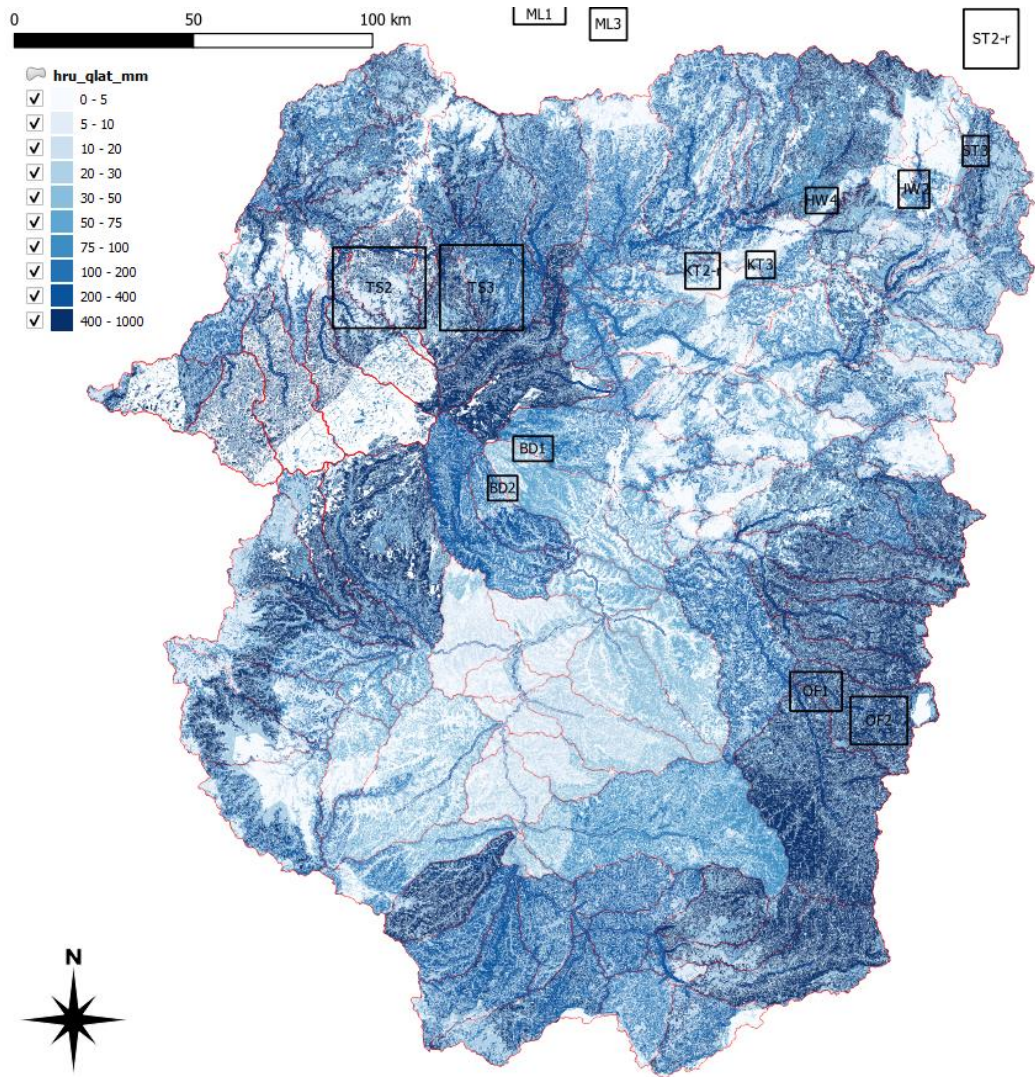 0 50 100 km
ML1
ML3
ST2-r
hru_qlat_mm
0 - 5
5 - 10
10 - 20
20 - 30
30 - 50
50 - 75
75 - 100
100 - 200
200 - 400
400 - 1000
ST3
HW2
HW4
KT2-r
KT3
TS2
TS3
BD1
BD2
OF1
OF2
N